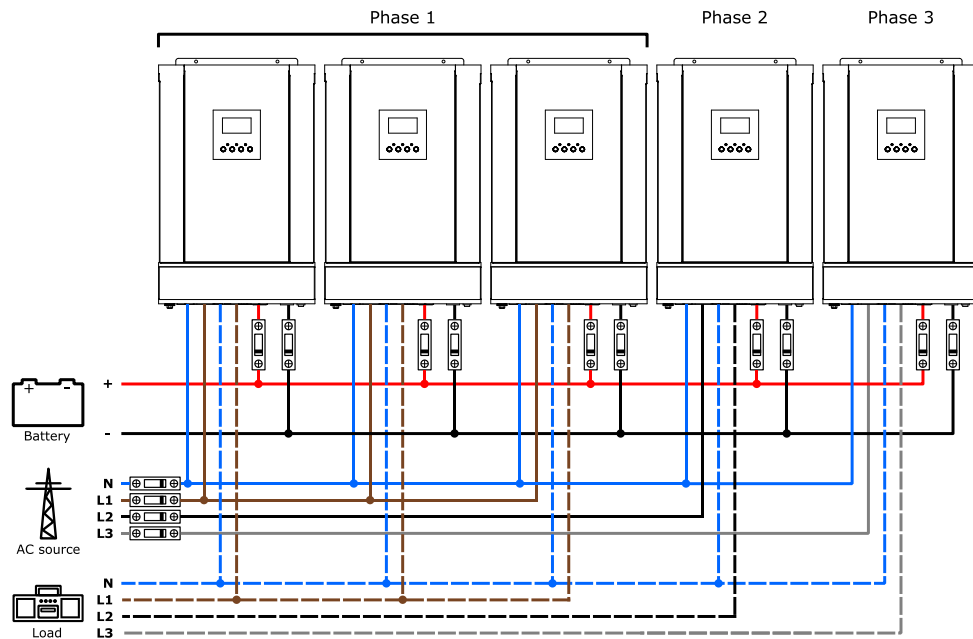 Phase 1
Phase 2
Phase 3
+
+ -
Battery
-
N
L1
L2
L3
AC source
N
L1
L2
L3
Load